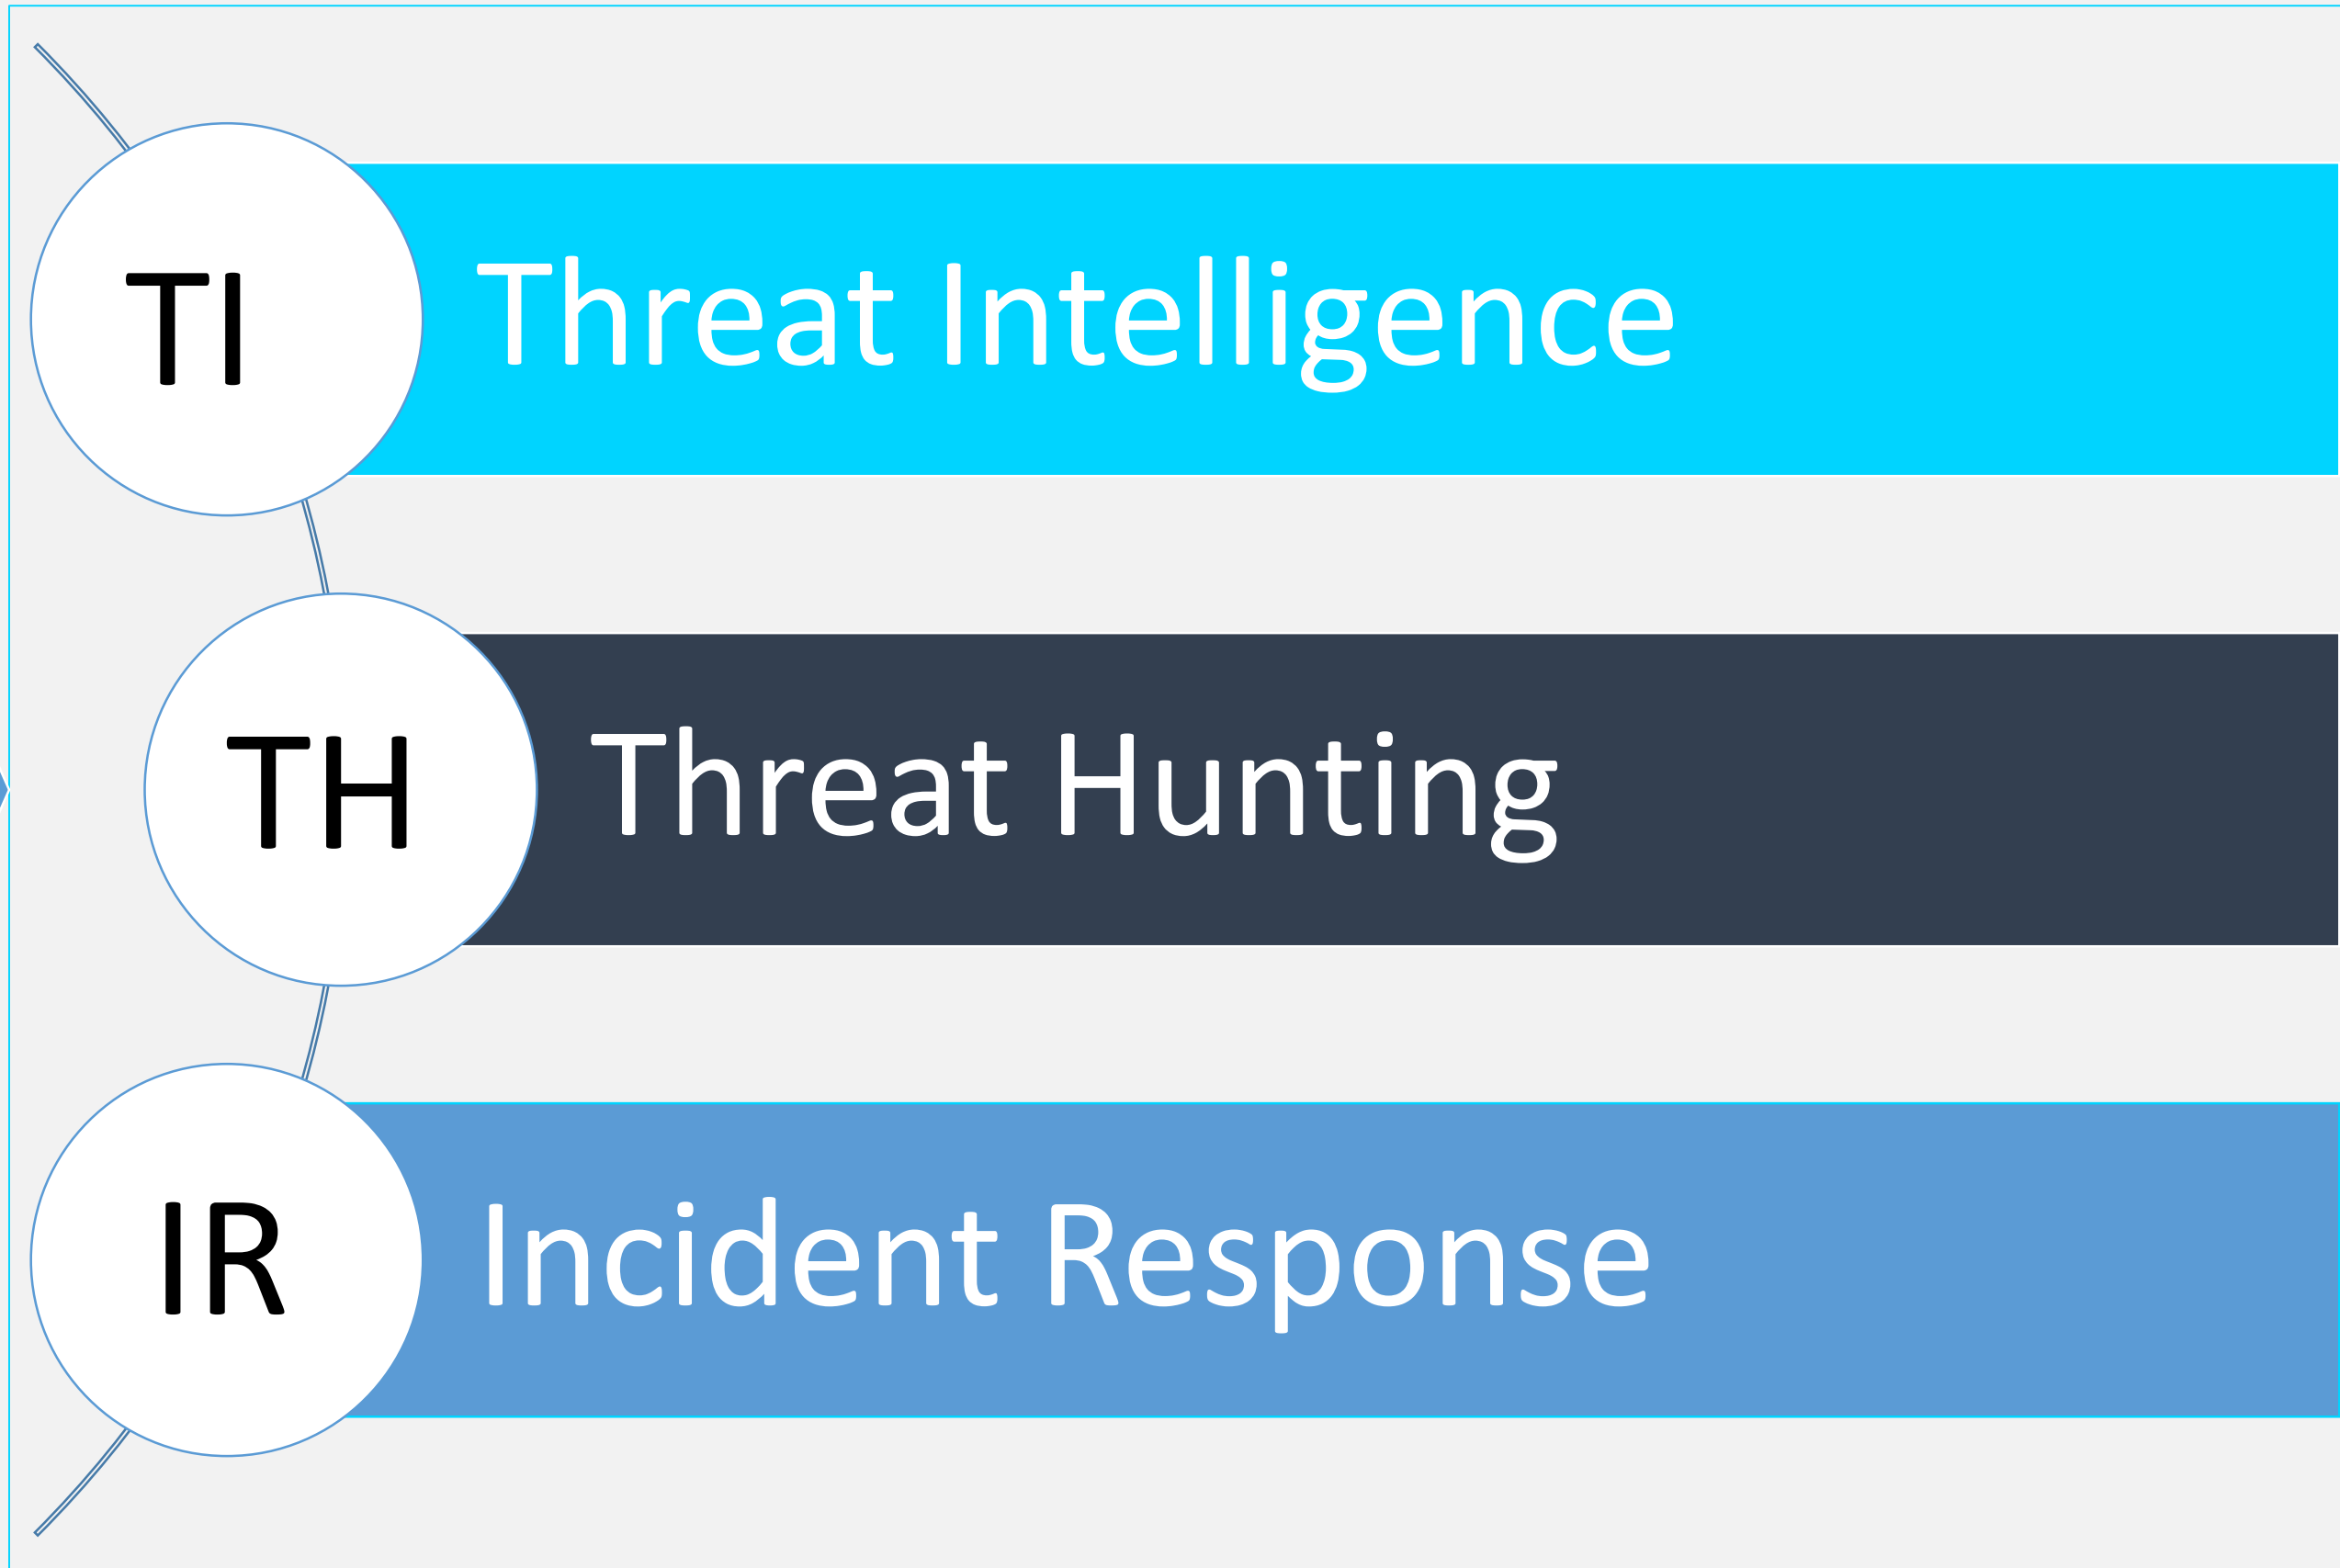 TI
Threat Intelligence
TH
Threat Hunting
IR
Incident Response